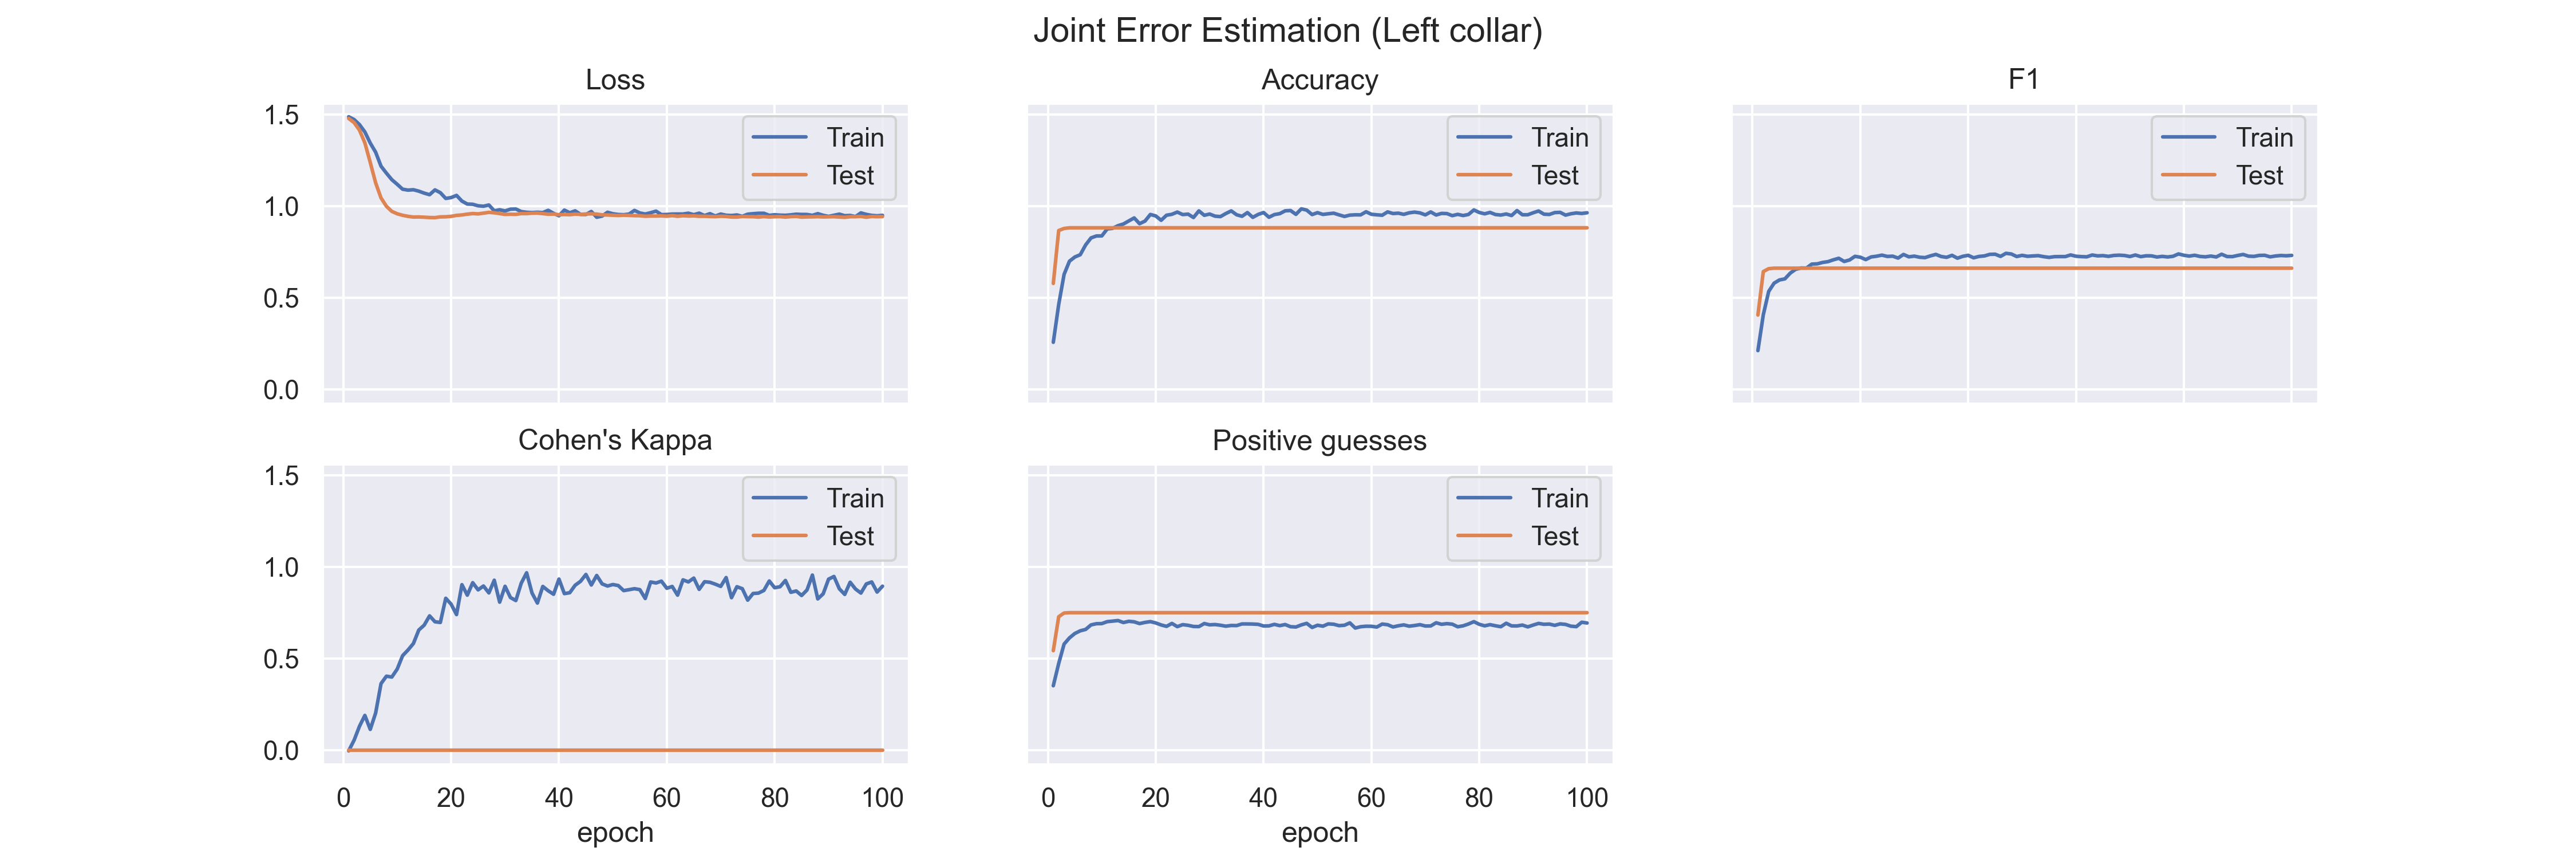 Joint Error Estimation (Left collar)
Loss
Accuracy
F1
1.5
1.0
0.5
0.0
Train
Test
Train
Test
Train
Test
Cohen's Kappa
Positive guesses
1.5
1.0
0.5
0.0
Train
Test
Train
Test
0 20 40 60 80 100
0 20 40 60 80 100
epoch
epoch